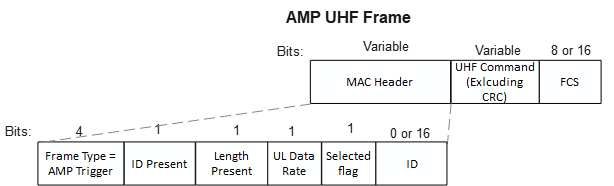 AMP UHF Frame
Bits: Variable Variable 8 or 16
MAC Header
UHF Command
(Exlcuding
CRC)
FCS
Bits: 4 1 1 1 1 0 or 16
Frame Type =
AMP Trigger
ID Present
Length
Present
UL Data
Rate
Selected
flag
ID